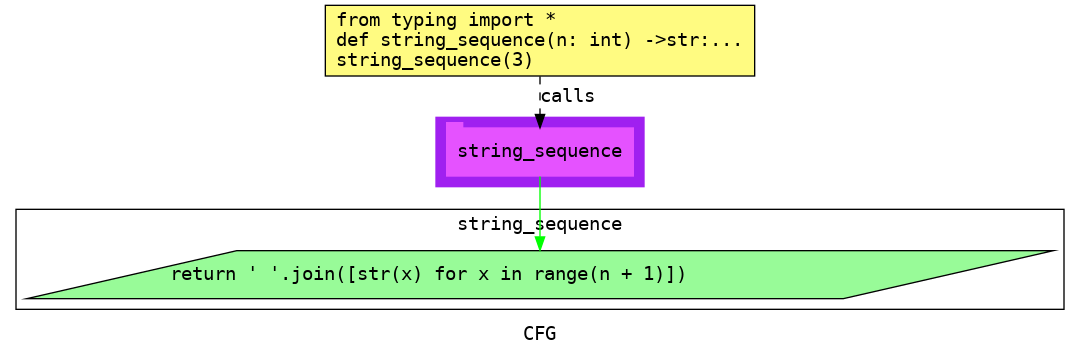 from typing import *
def string_sequence(n: int) ->str:...
string_sequence(3)
calls
string_sequence
string_sequence
return ' '.join([str(x) for x in range(n + 1)])
CFG